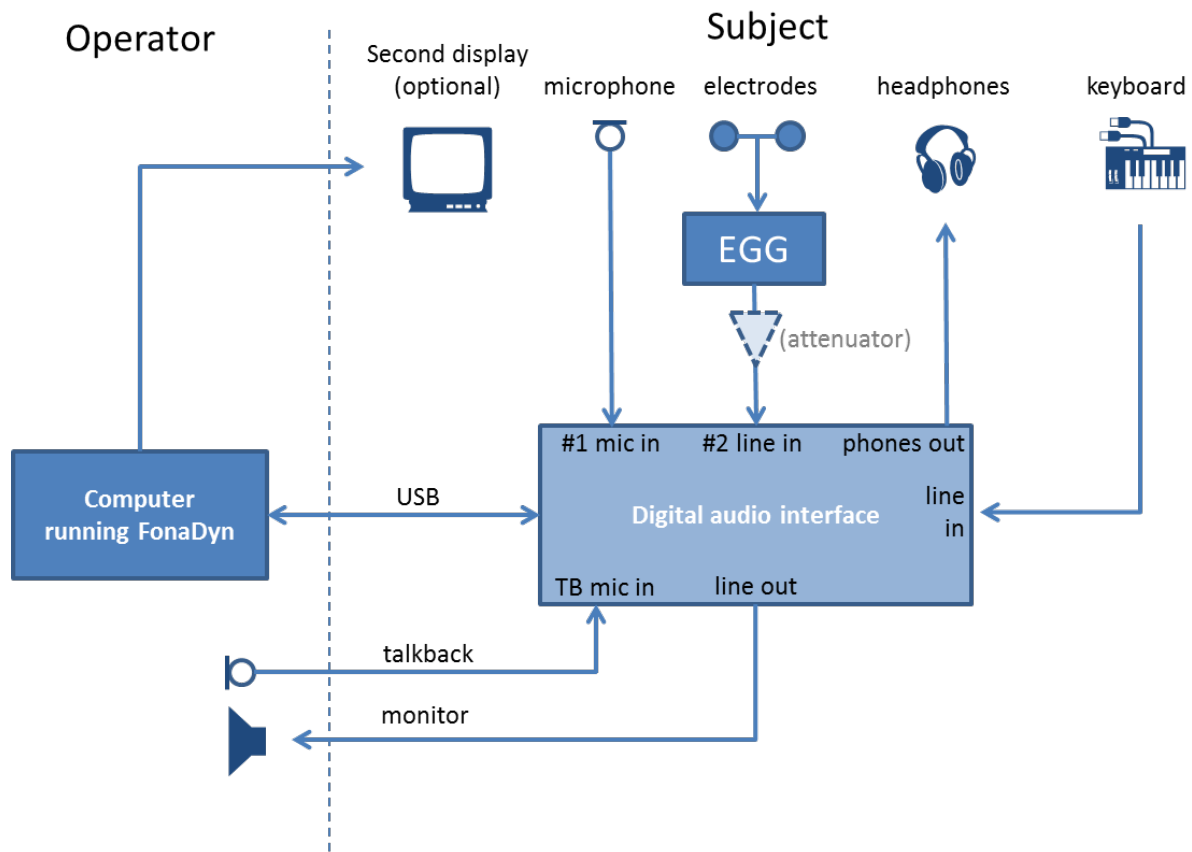 Operator
Subject
Second display
(optional)
microphone
electrodes
headphones
keyboard
EGG
(attenuator)
#1 mic in
#2 line in
phones out
line
in
Computer
running FonaDyn
USB
Digital audio interface
TB mic in
line out
talkback
monitor